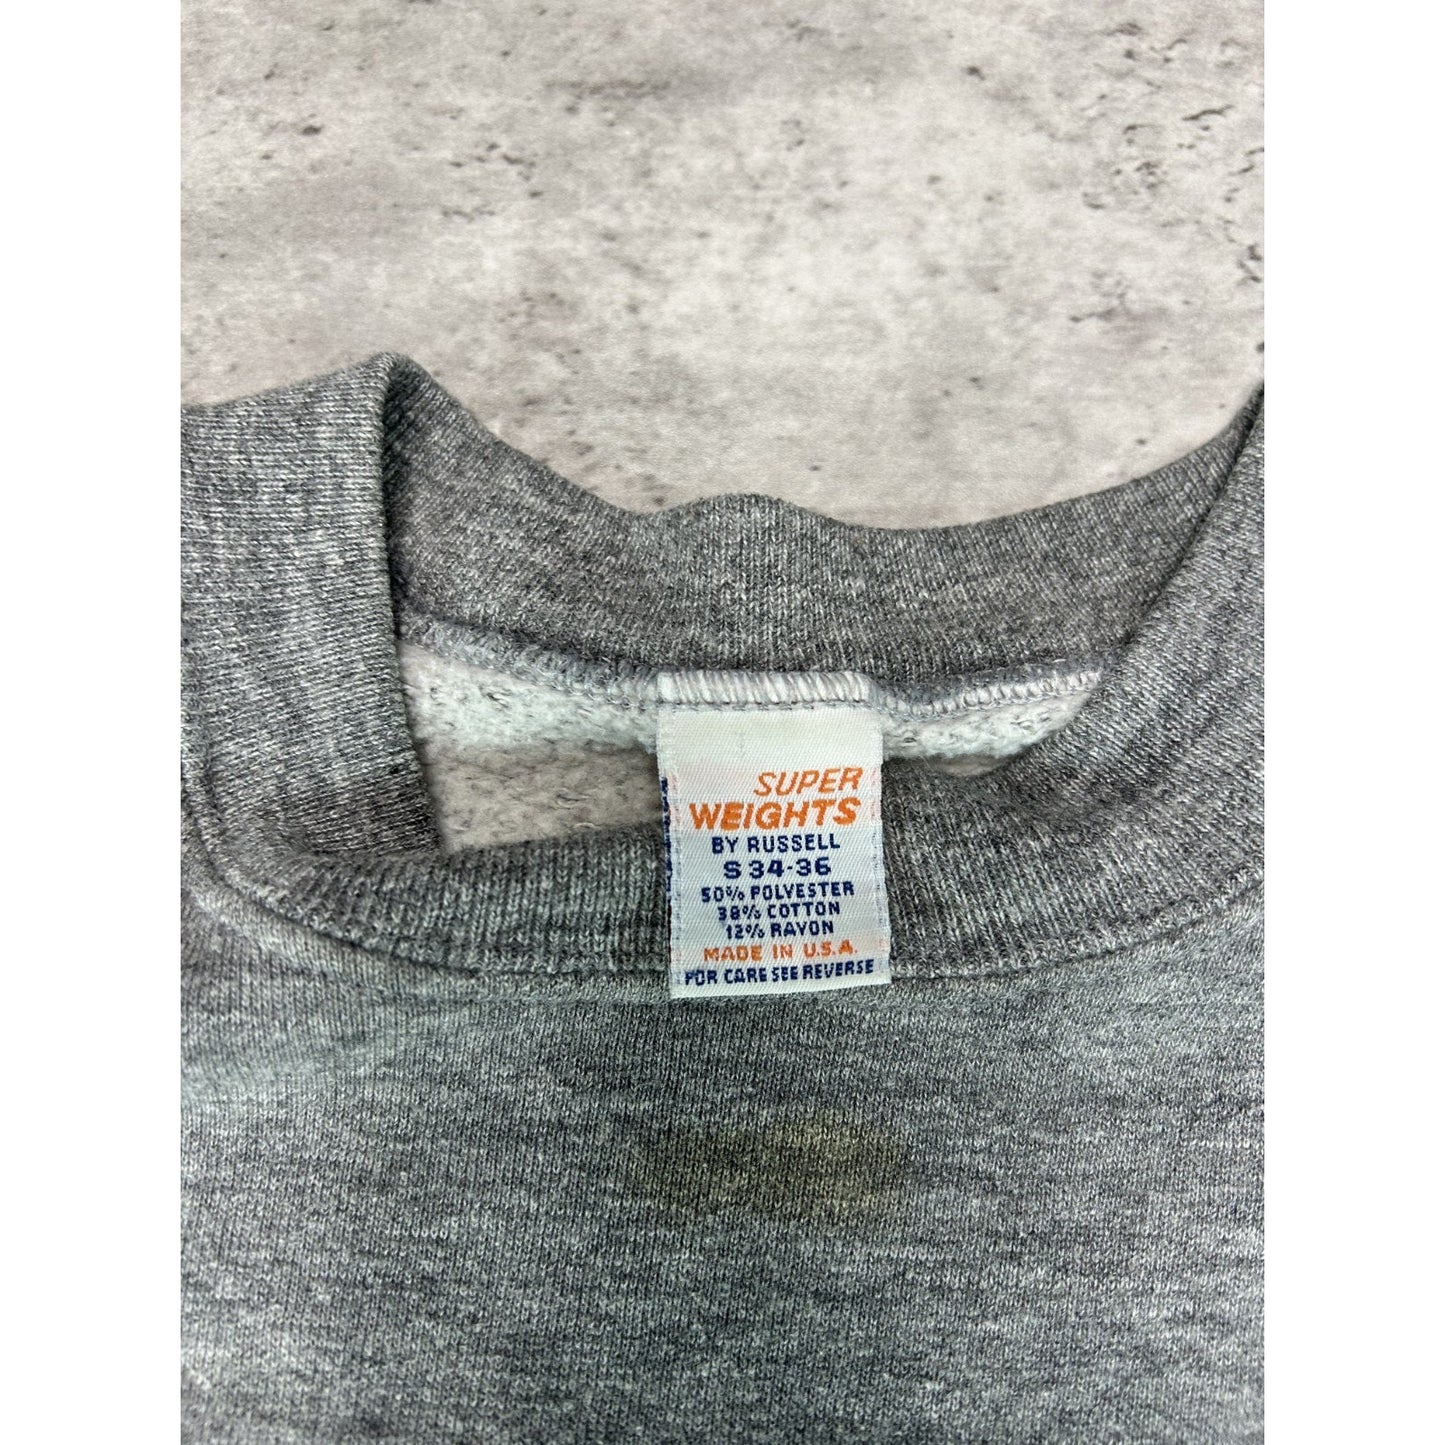 SUPER
WEIGHTS
BY RUSSELL
S 34-36
50% POLYESTER
38% COTTON
12% RAYON
MADE IN U.S.A.
FOR CARE SEE REVERSE